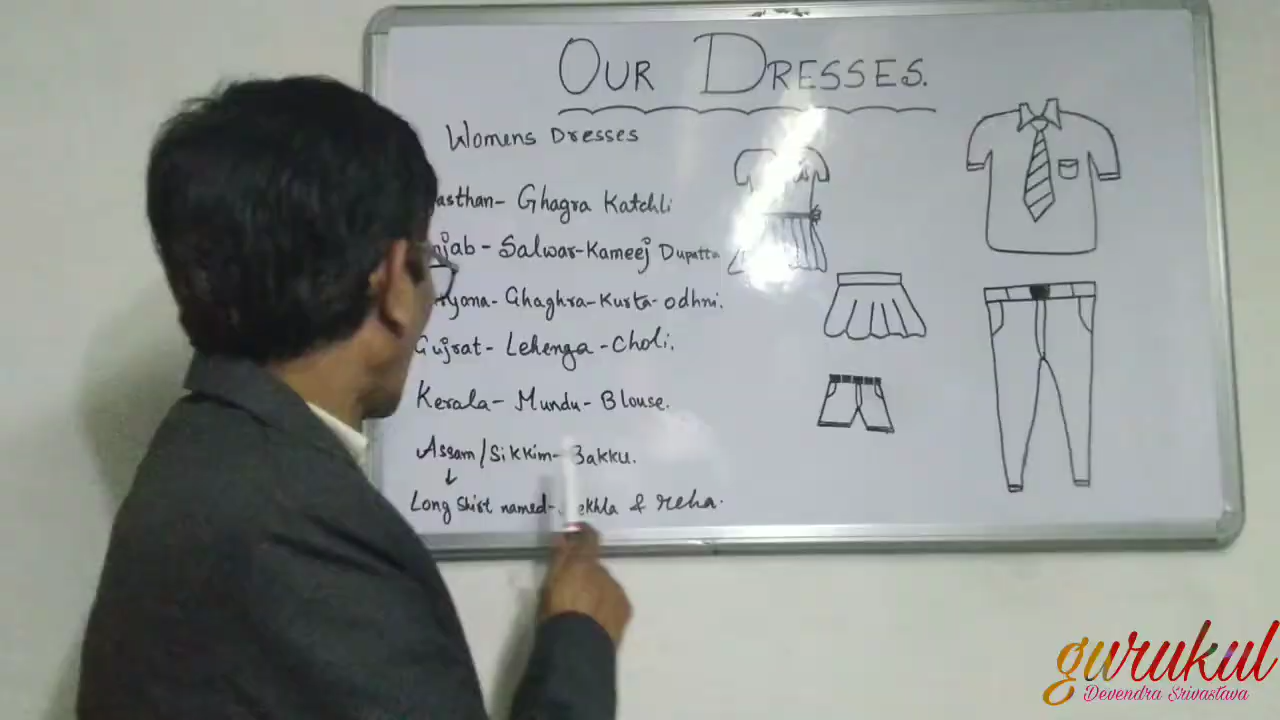 OUR DRESSES.
Womens Dresses
asthan- Ghagra Katchli
njab - Salwar-Kameej Dupatta
ryana- Ghaghra-Kurta-odhni.
Gujrat- Lehenga -choli.
Kerala- Mundu- Blouse.
Assam/Sikkim- Bakku.
Long Shirt named- ekhla & reha.
gurukul
Devendra Srivastava